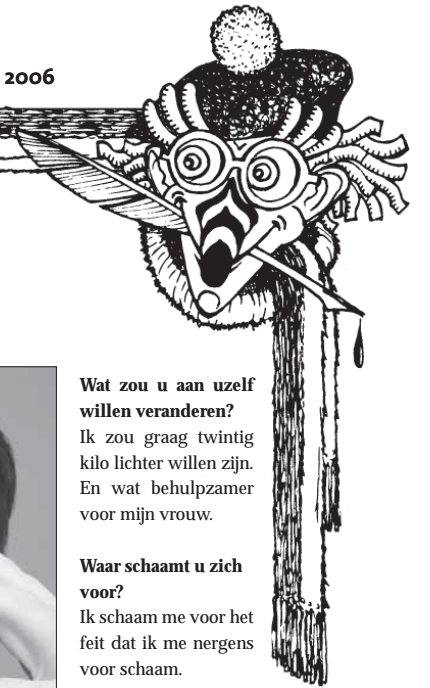 2006
Wat zou u aan uzelf
willen veranderen?
Ik zou graag twintig
kilo lichter willen zijn.
En wat behulpzamer
voor mijn vrouw.
Waar schaamt u zich
voor?
Ik schaam me voor het
feit dat ik me nergens
voor schaam.